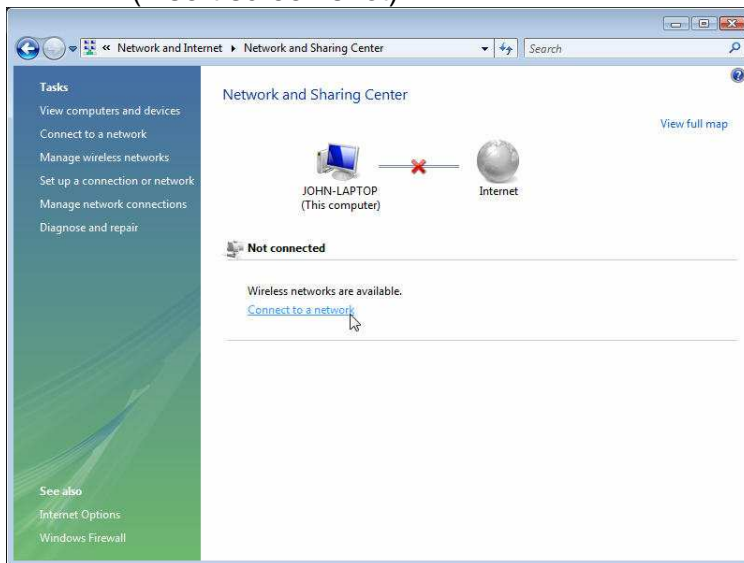 Network and Internet ▸ Network and Sharing Center
Search
Tasks
View computers and devices
Connect to a network
Manage wireless networks
Set up a connection or network
Manage network connections
Diagnose and repair
See also
Internet Options
Windows Firewall
Network and Sharing Center
View full map
JOHN-LAPTOP
(This computer)
Internet
Not connected
Wireless networks are available.
Connect to a network